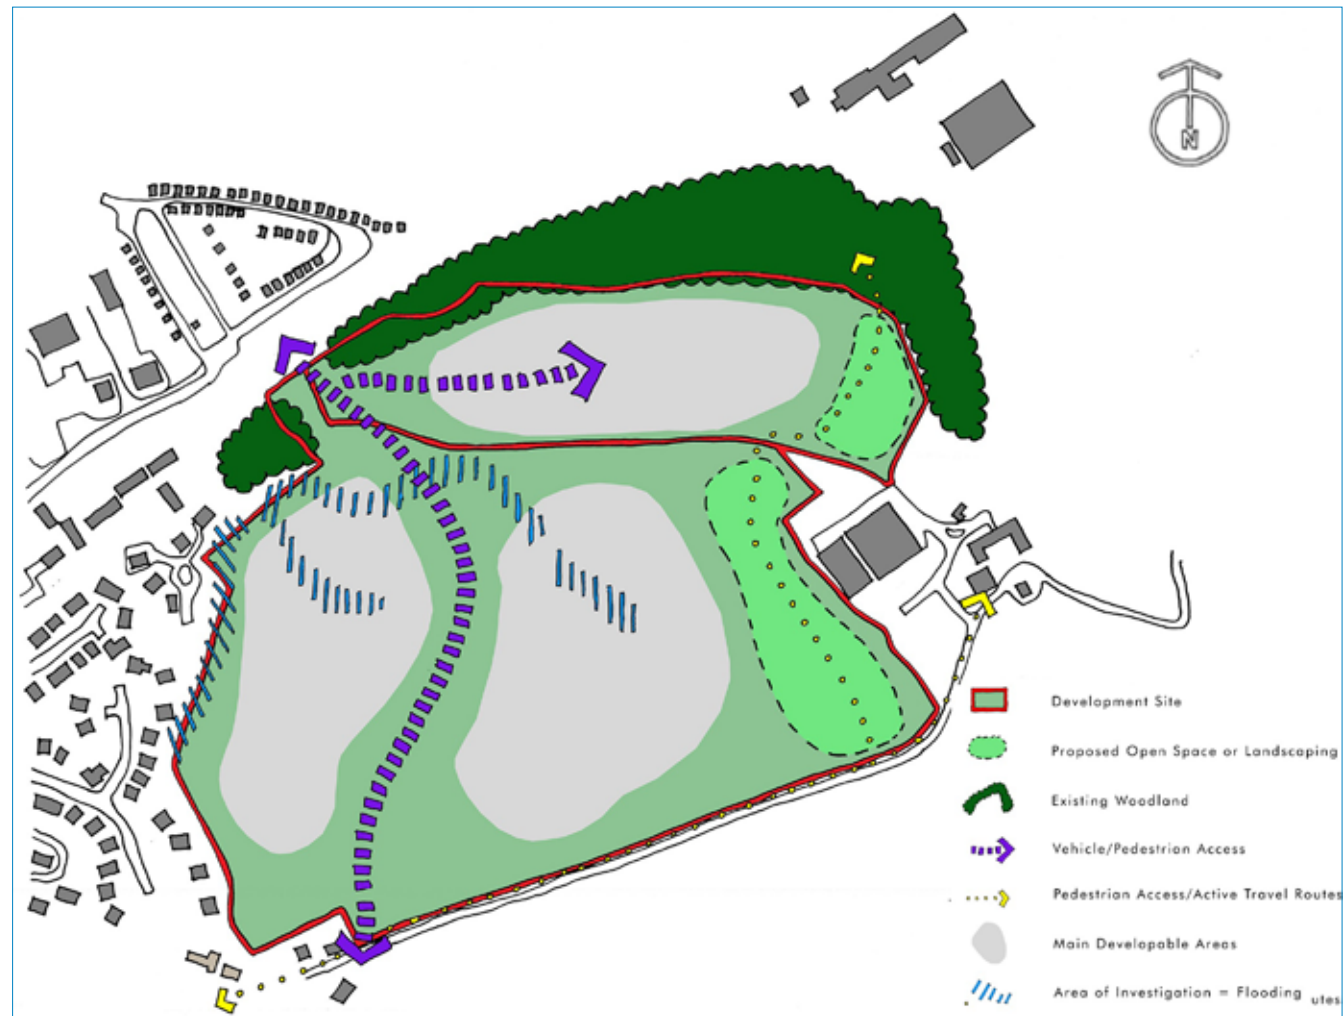 N
Development Site
Proposed Open Space or Landscaping
Existing Woodland
Vehicle/Pedestrian Access
Pedestrian Access/Active Travel Routes
Main Developable Areas
Area of Investigation = Flooding utes